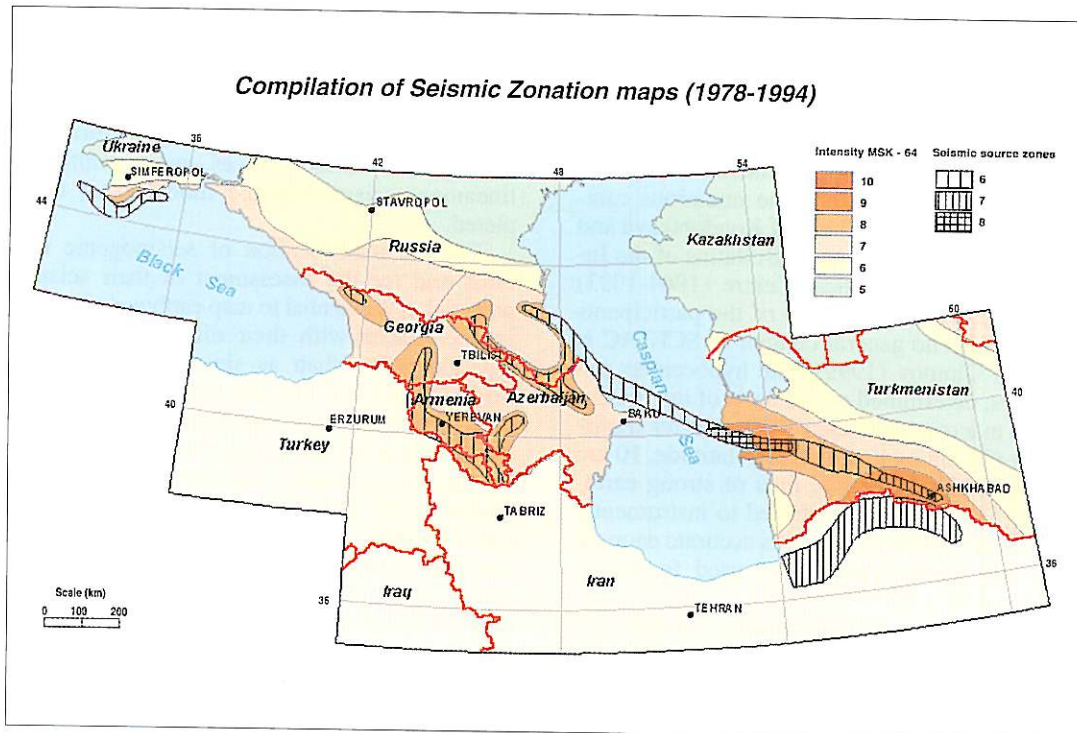 Compilation of Seismic Zonation maps (1978-1994)
Intensity MSK - 64
10
9
8
7
6
5
Seismic source zones
6
7
8
36
42
48
54
60
Ukraine
SIMFEROPOL
44
44
STAVROPOL
Russia
Kazakhstan
Black Sea
Georgia
TBILISI
Caspian
Sea
Turkmenistan
40
40
Armenia
Azerbaijan
YEREVAN
BAKU
ERZURUM
Turkey
ASHKHABAD
TABRIZ
Iraq
Iran
TEHRAN
36
36
Scale (km)
0 100 200